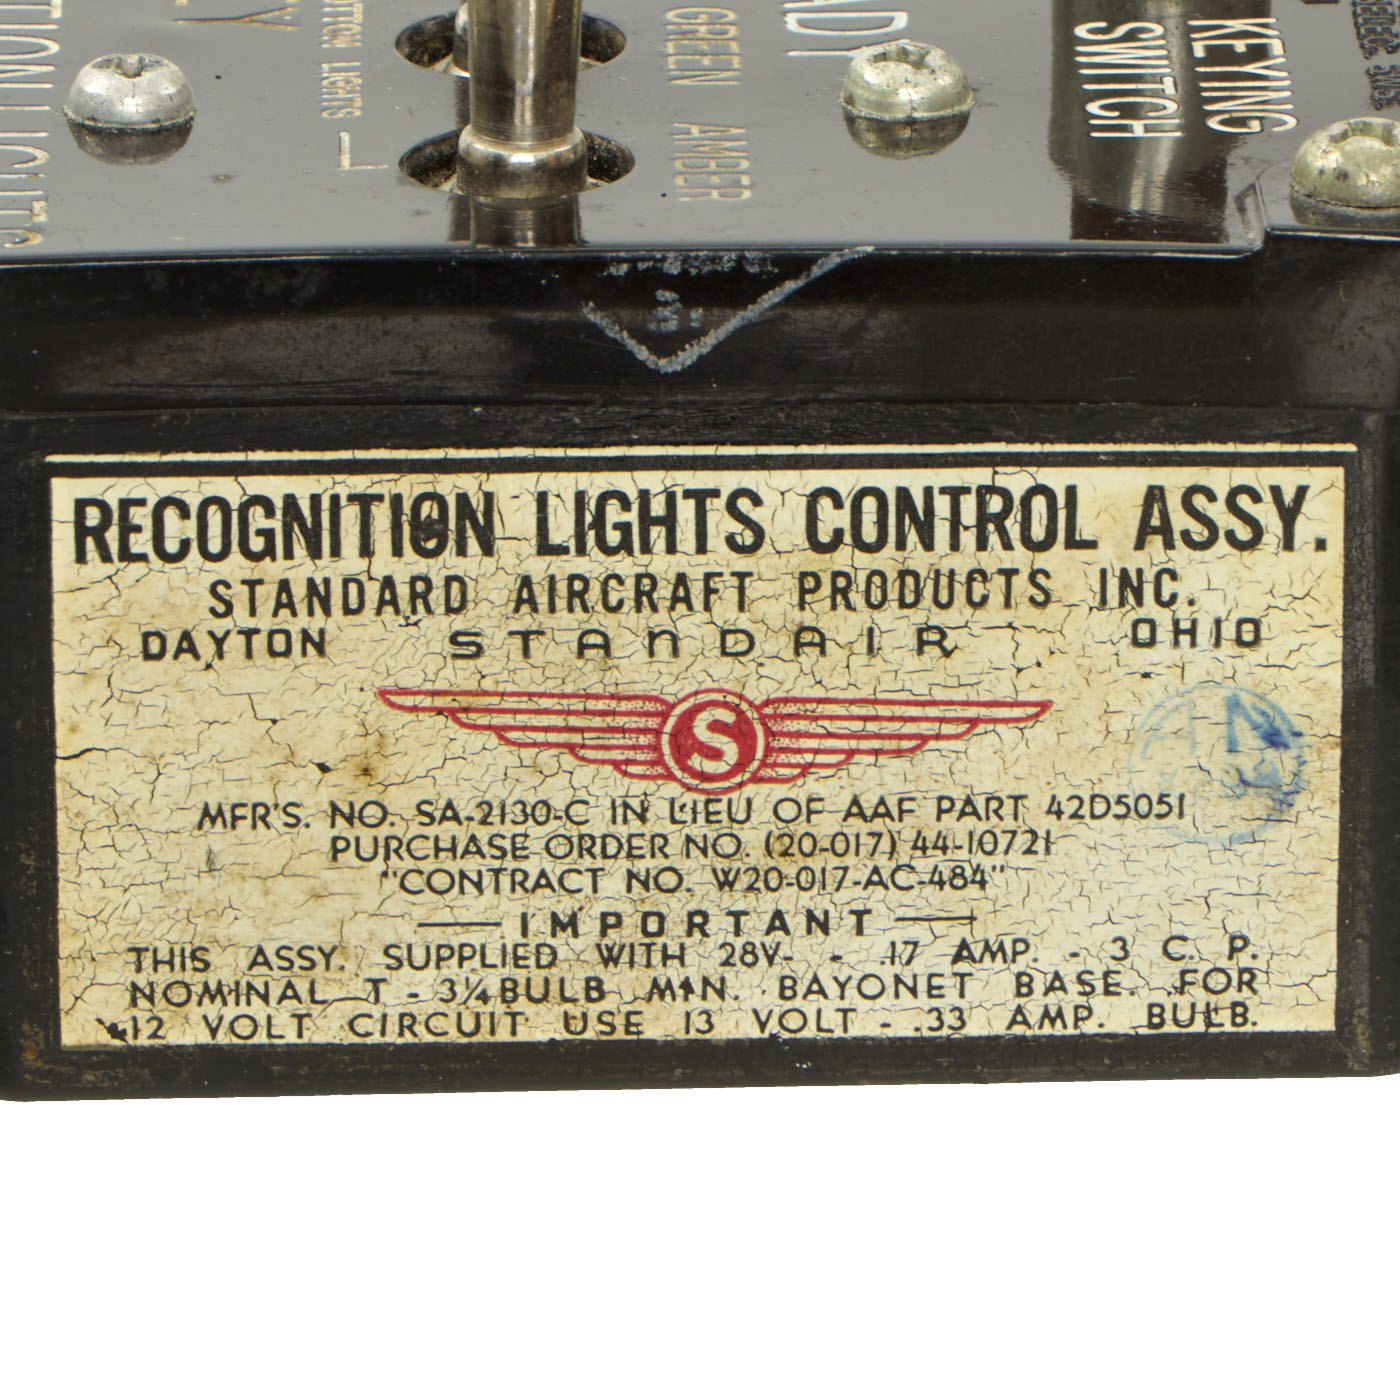 BUTTON LIGHTS
GREEN AMBER
KEYING
SWITCH
RECOGNITION LIGHTS CONTROL ASSY.
STANDARD AIRCRAFT PRODUCTS INC.
DAYTON STANDAIR OHIO
S
MFR'S. NO. SA-2130-C IN LIEU OF AAF PART 42D5051
PURCHASE ORDER NO. (20-017) 44-10721
"CONTRACT NO. W20-017-AC-484"
IMPORTANT
THIS ASSY. SUPPLIED WITH 28V- - .17 AMP. - 3 C. P.
NOMINAL T - 3¼ BULB MIN. BAYONET BASE. FOR
12 VOLT CIRCUIT USE 13 VOLT - .33 AMP. BULB.